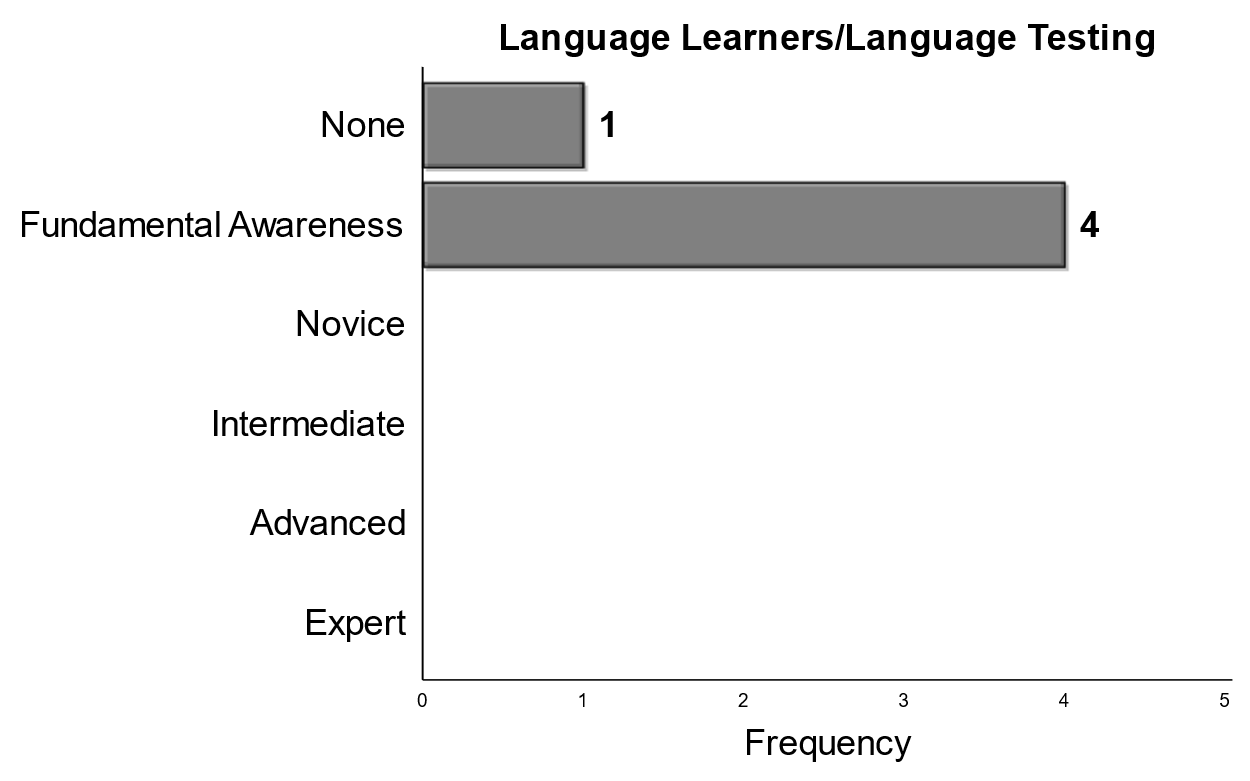 Language Learners/Language Testing
None
1
Fundamental Awareness
4
Novice
Intermediate
Advanced
Expert
0 1 2 3 4 5
Frequency